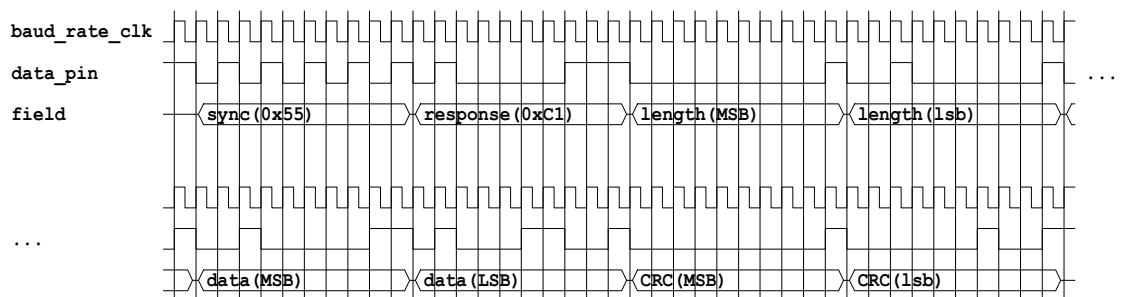 baud_rate_clk
data_pin ...
field sync(0x55) response(0xC1) length(MSB) length(lsb)
...
data(MSB) data(LSB) CRC(MSB) CRC(lsb)